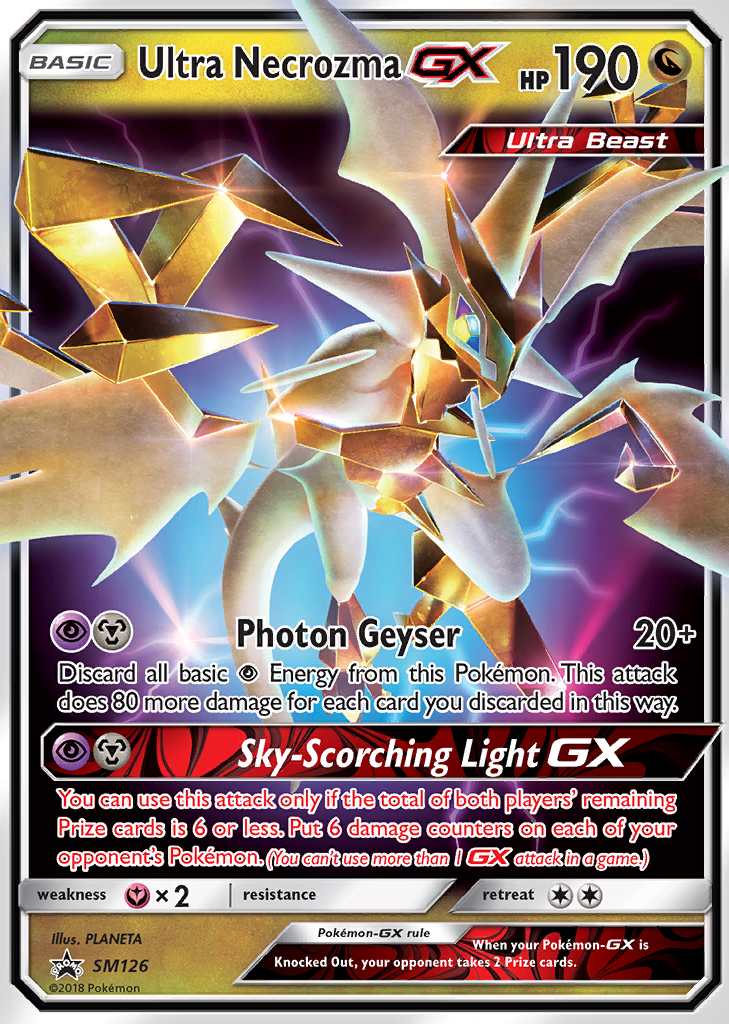 BASIC Ultra Necrozma GX HP 190
Ultra Beast
Photon Geyser 20+
Discard all basic Energy from this Pokémon. This attack
does 80 more damage for each card you discarded in this way.
Sky-Scorching Light GX
You can use this attack only if the total of both players’ remaining
Prize cards is 6 or less. Put 6 damage counters on each of your
opponent’s Pokémon. (You can’t use more than 1 GX attack in a game.)
weakness × 2 resistance retreat
Illus. PLANETA
PROMO SM126
©2018 Pokémon
Pokémon-GX rule
When your Pokémon-GX is
Knocked Out, your opponent takes 2 Prize cards.